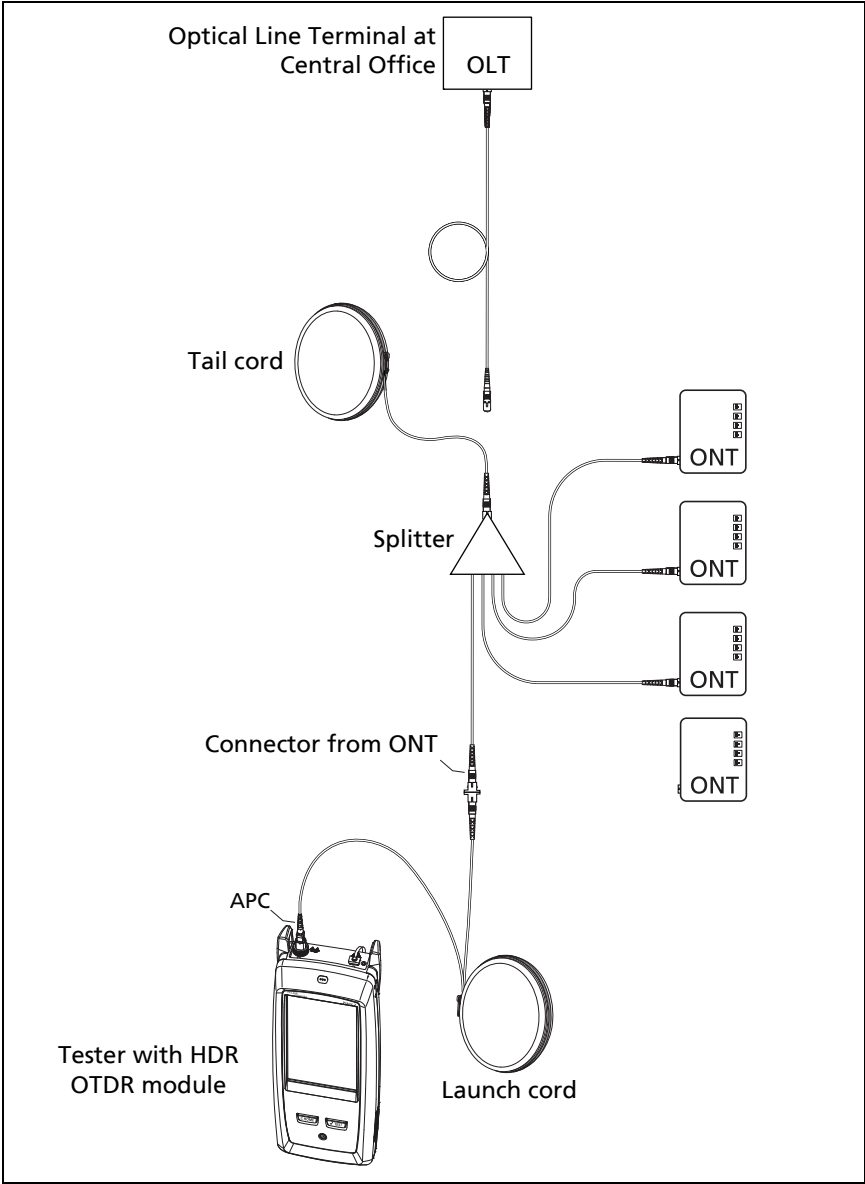 Optical Line Terminal at
Central Office
OLT
Tail cord
ONT
Splitter
ONT
ONT
Connector from ONT
ONT
APC
Tester with HDR
OTDR module
Launch cord